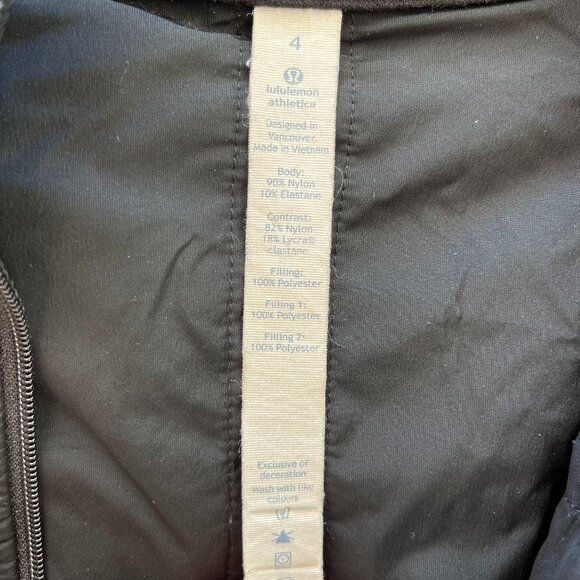 4
lululemon
athletica
Designed in
Vancouver
Made in Vietnam
Body:
90% Nylon
10% Elastane
Contrast:
82% Nylon
18% Lycra®
elastane
Filling:
100% Polyester
Filling 1:
100% Polyester
Filling 2:
100% Polyester
Exclusive of
decoration
Wash with like
colours